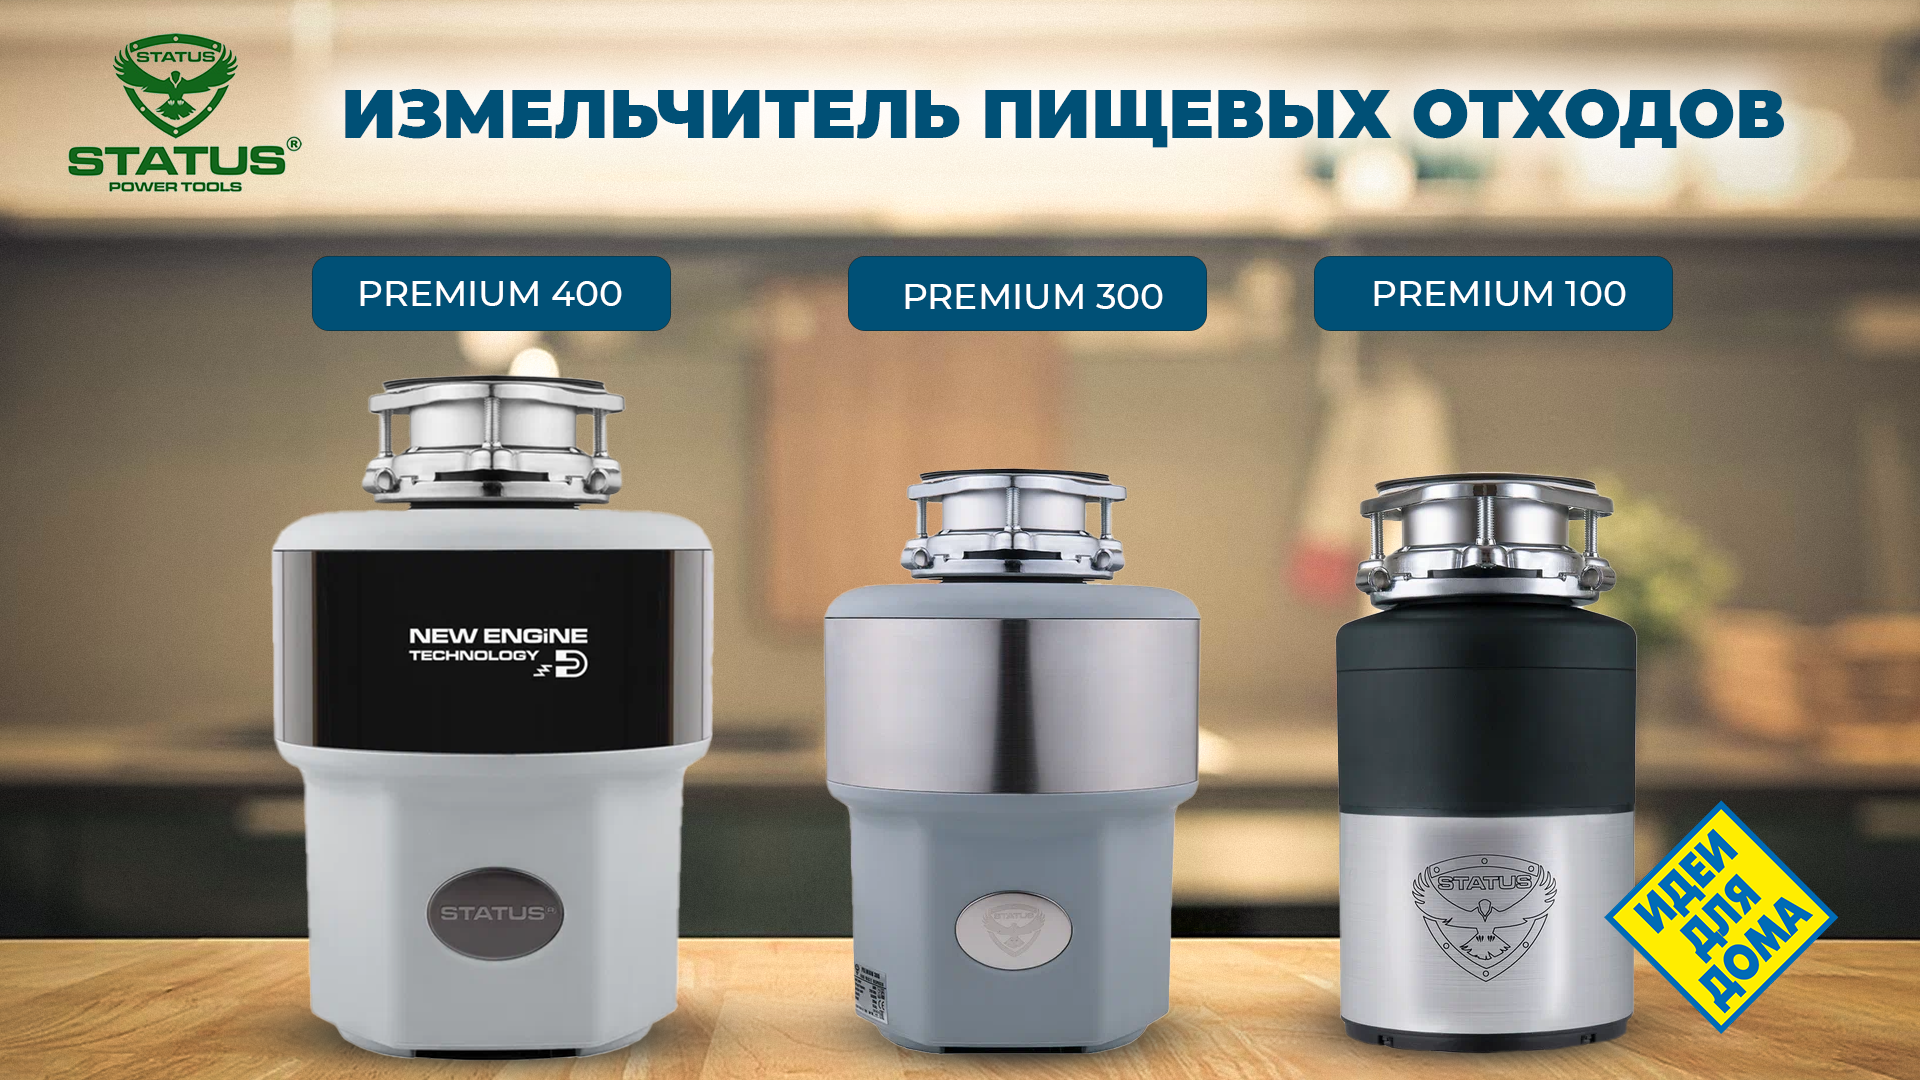 STATUS
STATUS®
POWER TOOLS
ИЗМЕЛЬЧИТЕЛЬ ПИЩЕВЫХ ОТХОДОВ
PREMIUM 400
PREMIUM 300
PREMIUM 100
NEW ENGiNE
TECHNOLOGY
STATUS®
STATUS
ИДЕИ
ДЛЯ
ДОМА